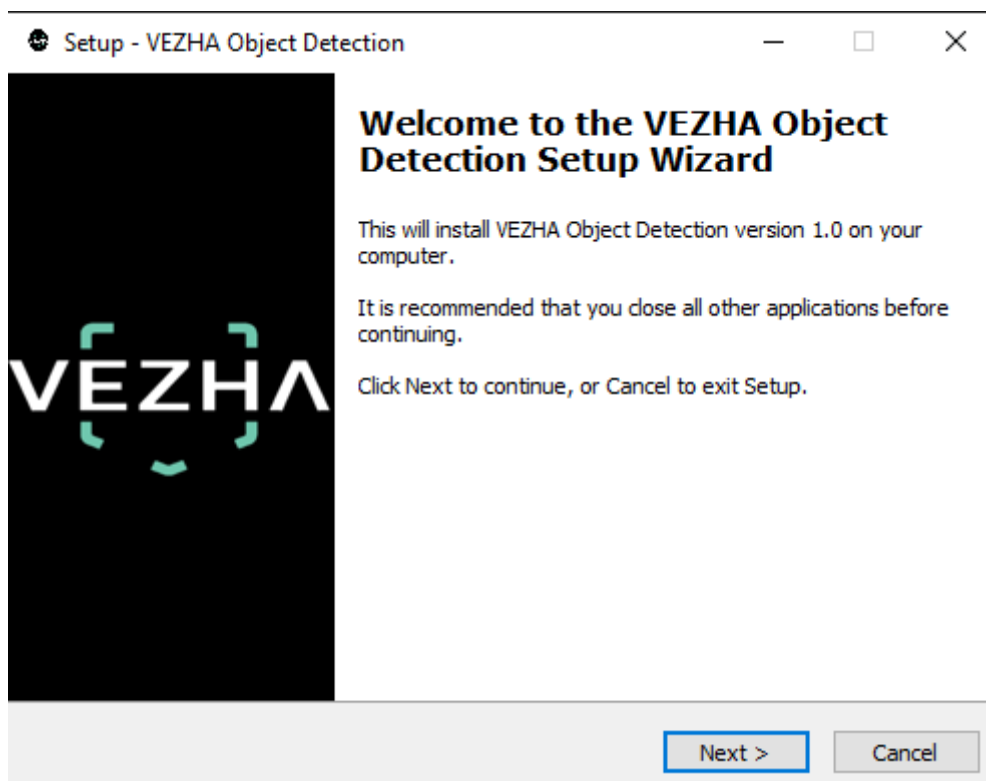 Setup - VEZHA Object Detection
VEZHA
Welcome to the VEZHA Object
Detection Setup Wizard
This will install VEZHA Object Detection version 1.0 on your
computer.
It is recommended that you close all other applications before
continuing.
Click Next to continue, or Cancel to exit Setup.
Next >
Cancel